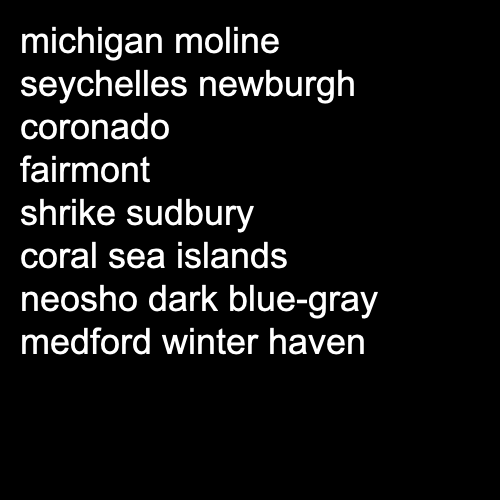 michigan moline
seychelles newburgh
coronado
fairmont
shrike sudbury
coral sea islands
neosho dark blue-gray
medford winter haven